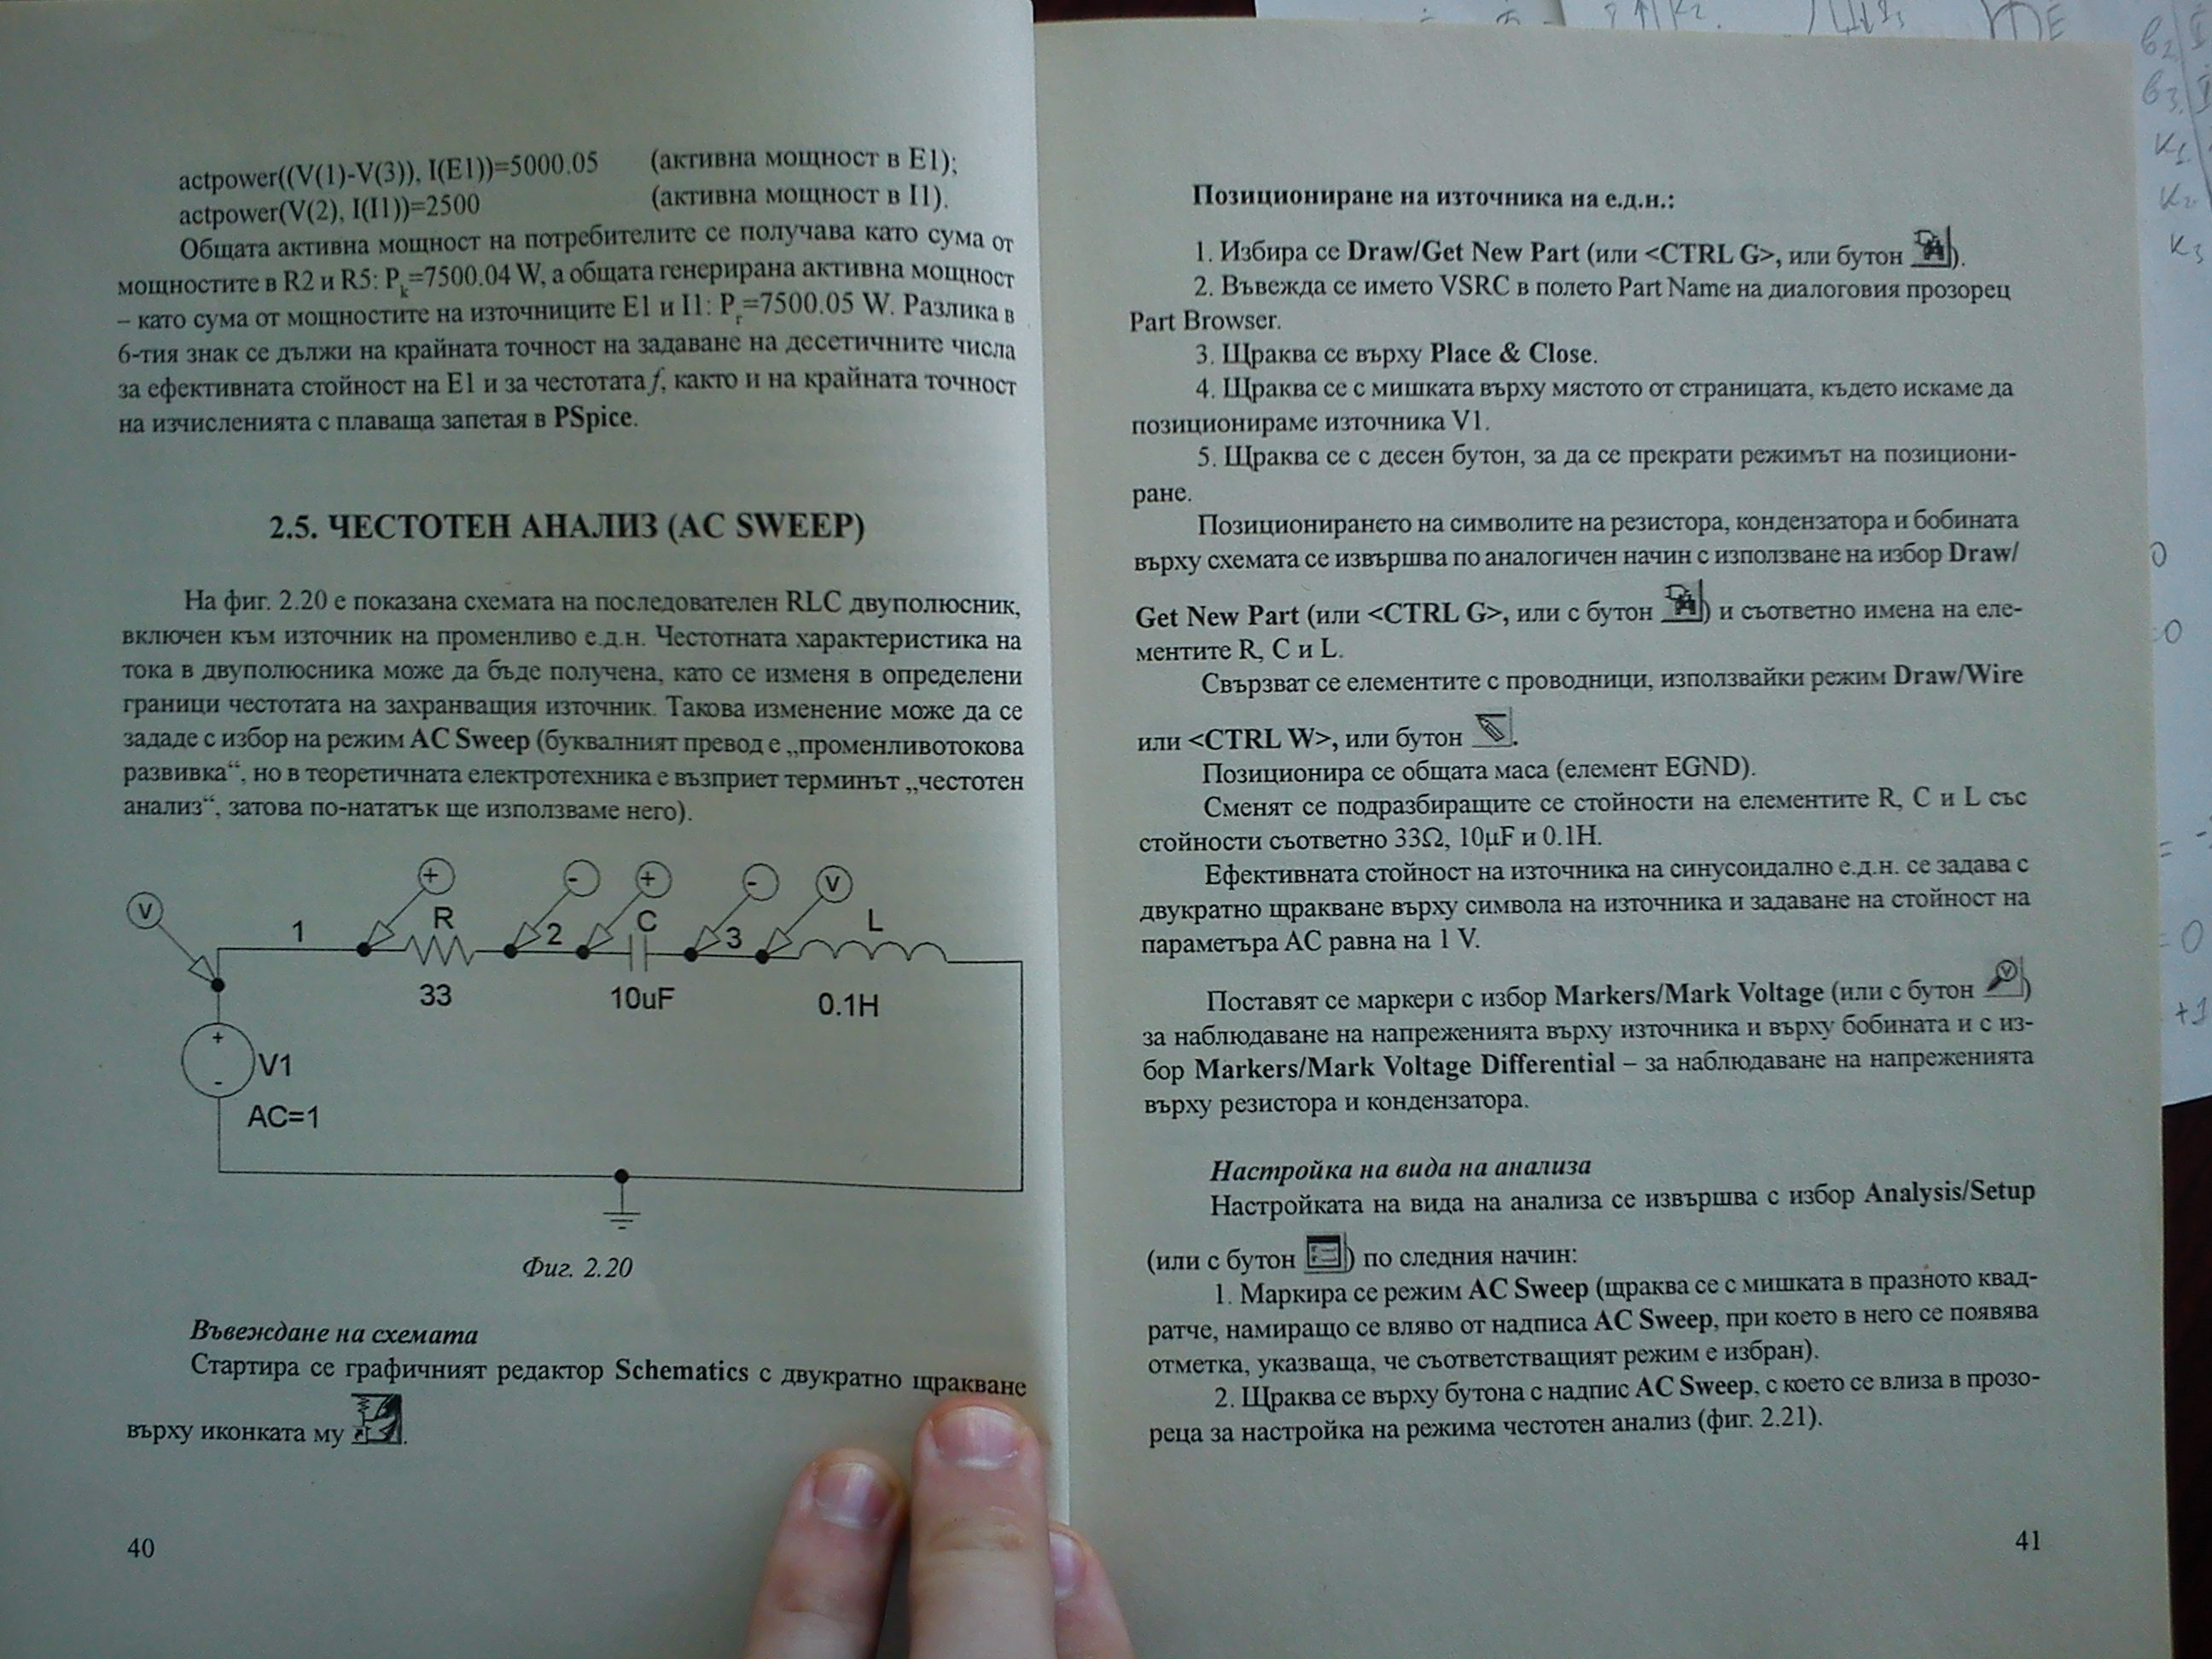 actpower((V(1)-V(3)), I(E1))=5000.05 (активна мощност в E1);
actpower(V(2), I(I1))=2500 (активна мощност в I1).
Общата активна мощност на потребителите се получава като сума от
мощностите в R2 и R5: Pk=7500.04 W, а общата генерирана активна мощност
– като сума от мощностите на източниците E1 и I1: Pг=7500.05 W. Разлика в
6-тия знак се дължи на крайната точност на задаване на десетичните числа
за ефективната стойност на E1 и за честотата f, както и на крайната точност
на изчисленията с плаваща запетая в PSpice.
2.5. ЧЕСТОТЕН АНАЛИЗ (AC SWEEP)
На фиг. 2.20 е показана схемата на последователен RLC двуполюсник,
включен към източник на променливо е.д.н. Честотната характеристика на
тока в двуполюсника може да бъде получена, като се изменя в определени
граници честотата на захранващия източник. Такова изменение може да се
зададе с избор на режим AC Sweep (буквалният превод е „променливотокова
развивка“, но в теоретичната електротехника е възприет терминът „честотен
анализ“, затова по-нататък ще използваме него).
+ - + - V
V 1 R 2 C 3 L
33 10uF 0.1H
+
V1
-
AC=1
Фиг. 2.20
Въвеждане на схемата
Стартира се графичният редактор Schematics с двукратно щракване
върху иконката му .
40
Позициониране на източника на е.д.н.:
1. Избира се Draw/Get New Part (или <CTRL G>, или бутон ).
2. Въвежда се името VSRC в полето Part Name на диалоговия прозорец
Part Browser.
3. Щраква се върху Place & Close.
4. Щраква се с мишката върху мястото от страницата, където искаме да
позиционираме източника V1.
5. Щраква се с десен бутон, за да се прекрати режимът на позициони-
ране.
Позиционирането на символите на резистора, кондензатора и бобината
върху схемата се извършва по аналогичен начин с използване на избор Draw/
Get New Part (или <CTRL G>, или с бутон ) и съответно имена на еле-
ментите R, C и L.
Свързват се елементите с проводници, използвайки режим Draw/Wire
или <CTRL W>, или бутон .
Позиционира се общата маса (елемент EGND).
Сменят се подразбиращите се стойности на елементите R, C и L със
стойности съответно 33Ω, 10μF и 0.1H.
Ефективната стойност на източника на синусоидално е.д.н. се задава с
двукратно щракване върху символа на източника и задаване на стойност на
параметъра AC равна на 1 V.
Поставят се маркери с избор Markers/Mark Voltage (или с бутон )
за наблюдаване на напреженията върху източника и върху бобината и с из-
бор Markers/Mark Voltage Differential – за наблюдаване на напреженията
върху резистора и кондензатора.
Настройка на вида на анализа
Настройката на вида на анализа се извършва с избор Analysis/Setup
(или с бутон ) по следния начин:
1. Маркира се режим AC Sweep (щраква се с мишката в празното квад-
ратче, намиращо се вляво от надписа AC Sweep, при което в него се появява
отметка, указваща, че съответстващият режим е избран).
2. Щраква се върху бутона с надпис AC Sweep, с което се влиза в прозо-
реца за настройка на режима честотен анализ (фиг. 2.21).
41